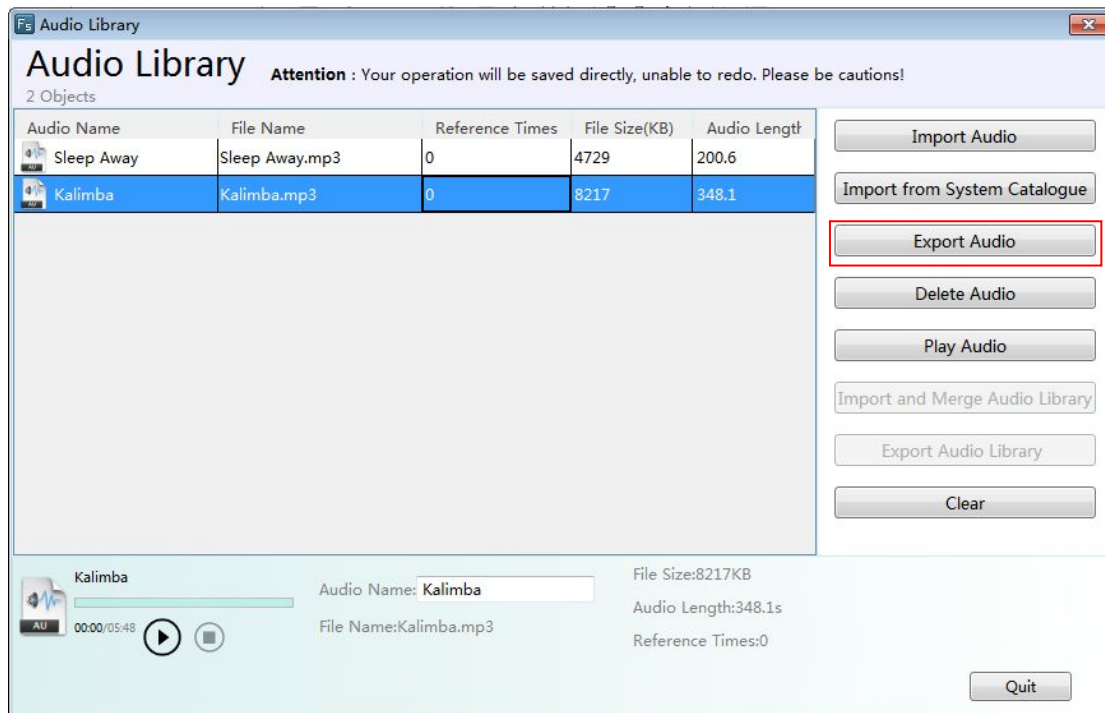 Fs Audio Library
Audio Library Attention : Your operation will be saved directly, unable to redo. Please be cautions!
2 Objects
Audio Name File Name Reference Times File Size(KB) Audio Length
AU Sleep Away Sleep Away.mp3 0 4729 200.6
AU Kalimba Kalimba.mp3 0 8217 348.1
Import Audio
Import from System Catalogue
Export Audio
Delete Audio
Play Audio
Import and Merge Audio Library
Export Audio Library
Clear
AU
Kalimba
00:00/05:48
Audio Name: Kalimba
File Name:Kalimba.mp3
File Size:8217KB
Audio Length:348.1s
Reference Times:0
Quit